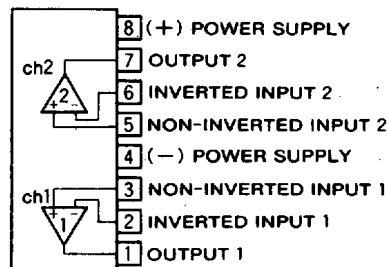 8 (+) POWER SUPPLY
ch2 7 OUTPUT 2
2 6 INVERTED INPUT 2
+ - 5 NON-INVERTED INPUT 2
4 (−) POWER SUPPLY
ch1 3 NON-INVERTED INPUT 1
+ - 2 INVERTED INPUT 1
1
1 OUTPUT 1